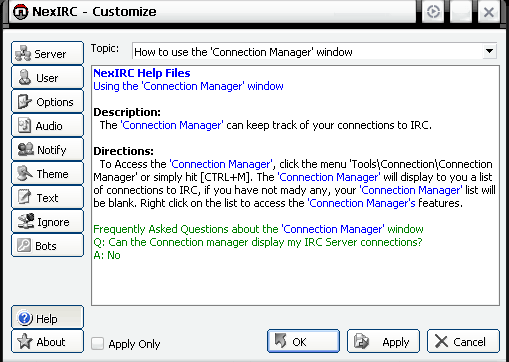 NexIRC - Customize
Server
User
Options
Audio
Notify
Theme
Text
Ignore
Bots
Help
About
Topic:
How to use the 'Connection Manager' window
NexIRC Help Files
Using the 'Connection Manager' window
Description:
The 'Connection Manager' can keep track of your connections to IRC.
Directions:
To Access the 'Connection Manager', click the menu 'Tools\Connection\Connection
Manager' or simply hit [CTRL+M]. The 'Connection Manager' will display to you a list
of connections to IRC, if you have not mady any, your 'Connection Manager' list will
be blank. Right click on the list to access the 'Connection Manager's features.
Frequently Asked Questions about the 'Connection Manager' window
Q: Can the Connection manager display my IRC Server connections?
A: No
Apply Only
OK
Apply
Cancel